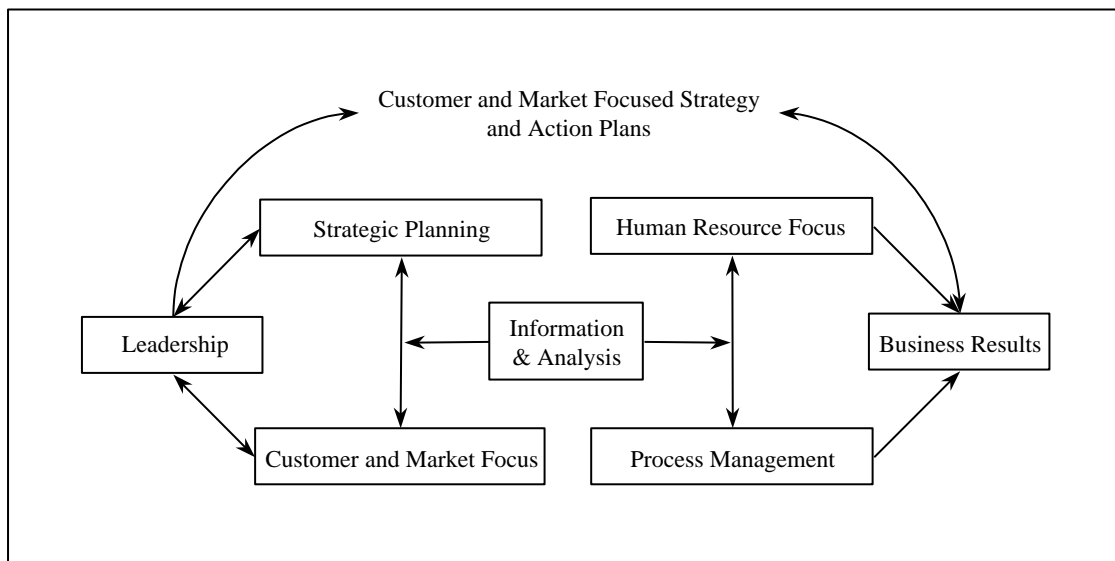 Customer and Market Focused Strategy
and Action Plans
Strategic Planning
Human Resource Focus
Leadership
Information
& Analysis
Business Results
Customer and Market Focus
Process Management